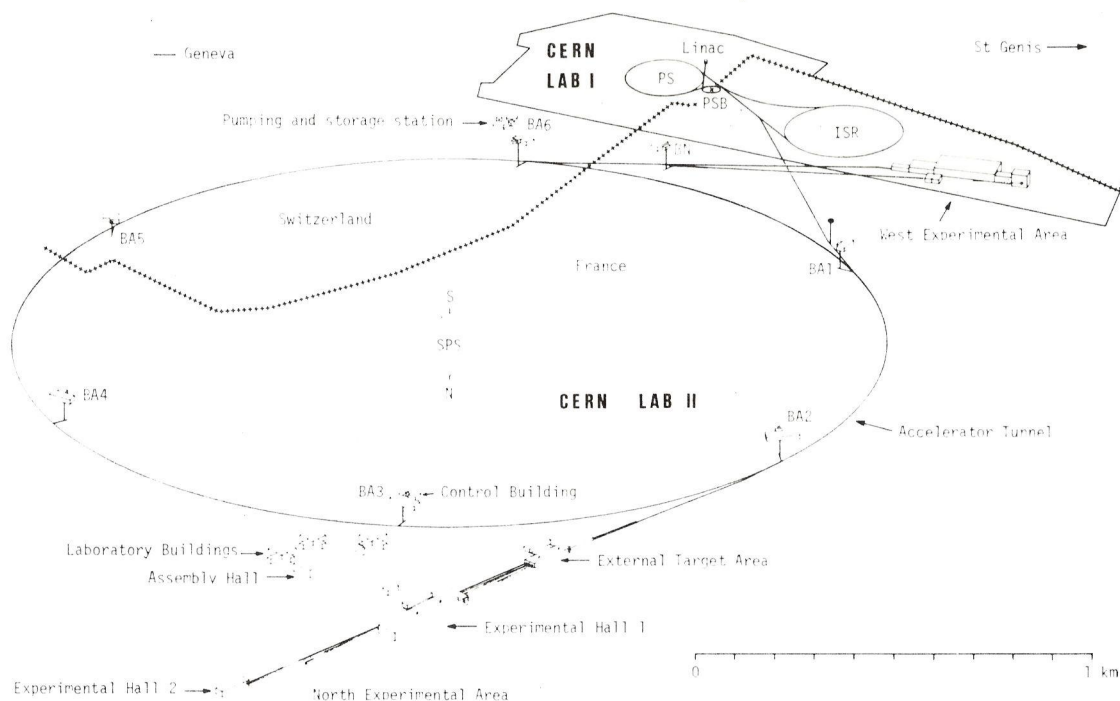 Geneva
CERN
LAB I
Linac
PS
PSB
St Genis
ISR
Pumping and storage station
BA6
BN
Switzerland
BA5
West Experimental Area
France
BA1
S
SPS
N
BA4
CERN LAB II
BA2
Accelerator Tunnel
BA3
Control Building
Laboratory Buildings
External Target Area
Assembly Hall
Experimental Hall 1
0
1 km
Experimental Hall 2
North Experimental Area